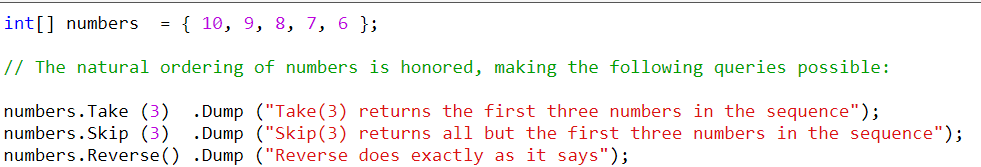 int[] numbers  = { 10, 9, 8, 7, 6 };
// The natural ordering of numbers is honored, making the following queries possible:
numbers.Take (3)  .Dump ("Take(3) returns the first three numbers in the sequence");
numbers.Skip (3)  .Dump ("Skip(3) returns all but the first three numbers in the sequence");
numbers.Reverse() .Dump ("Reverse does exactly as it says");